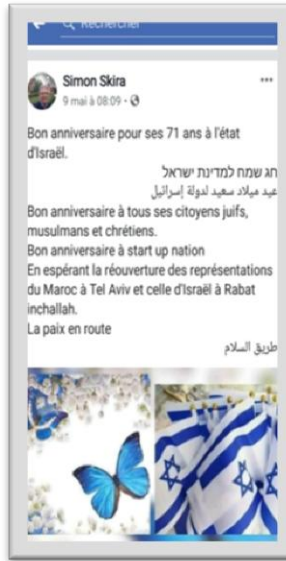 Rechercher
Simon Skira
9 mai à 08:09
Bon anniversaire pour ses 71 ans à l'état
d'Israël.
חג שמח למדינת ישראל
عيد ميلاد سعيد لدولة إسرائيل
Bon anniversaire à tous ses citoyens juifs,
musulmans et chrétiens.
Bon anniversaire à start up nation
En espérant la réouverture des représentations
du Maroc à Tel Aviv et celle d'Israël à Rabat
inchallah.
La paix en route
طريق السلام